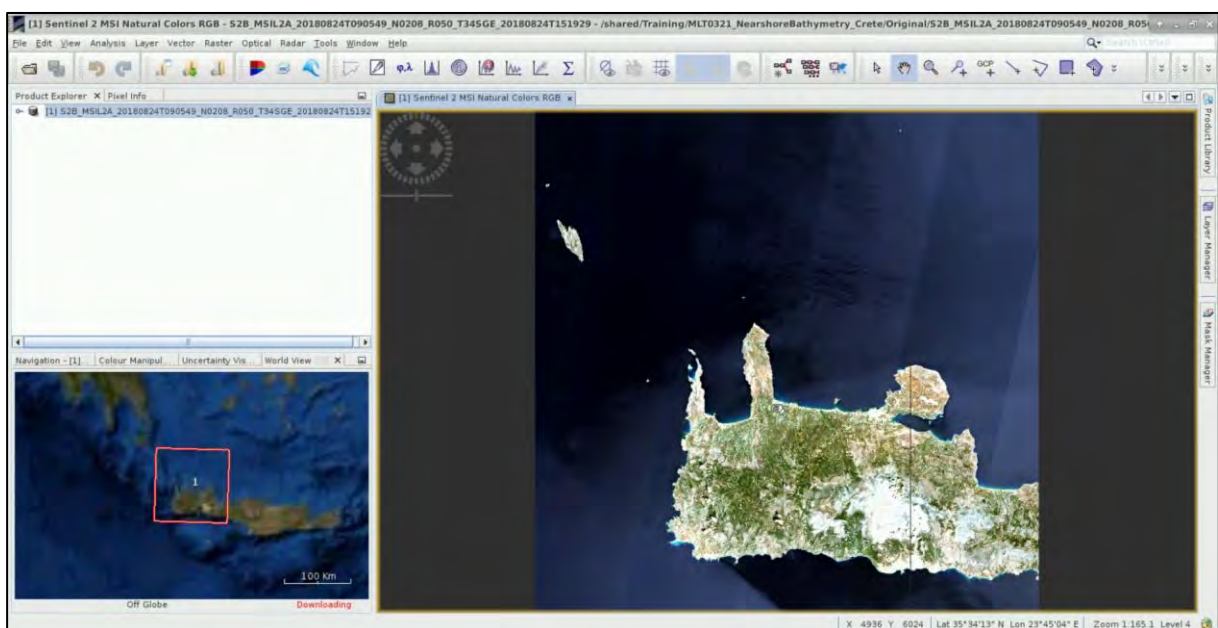 [1] Sentinel 2 MSI Natural Colors RGB - S2B_MSIL2A_20180824T090549_N0208_R050_T34SGE_20180824T151929 - /shared/Training/MLT0321_NearshoreBathymetry_Crete/Original/S2B_MSIL2A_20180824T090549_N0208_R050
File Edit View Analysis Layer Vector Raster Optical Radar Tools Window Help
Search (Ctrl+I)
φ,λ Σ GCP
Product Explorer X Pixel Info
[1] Sentinel 2 MSI Natural Colors RGB x
[1] S2B_MSIL2A_20180824T090549_N0208_R050_T34SGE_20180824T15192
Product Library
Layer Manager
Mask Manager
Navigation - [1]... Colour Manipul... Uncertainty Vis... World View X
1
100 Km
Off Globe Downloading
X 4936 Y 6024 Lat 35°34'13" N Lon 23°45'04" E Zoom 1:165.1 Level 4